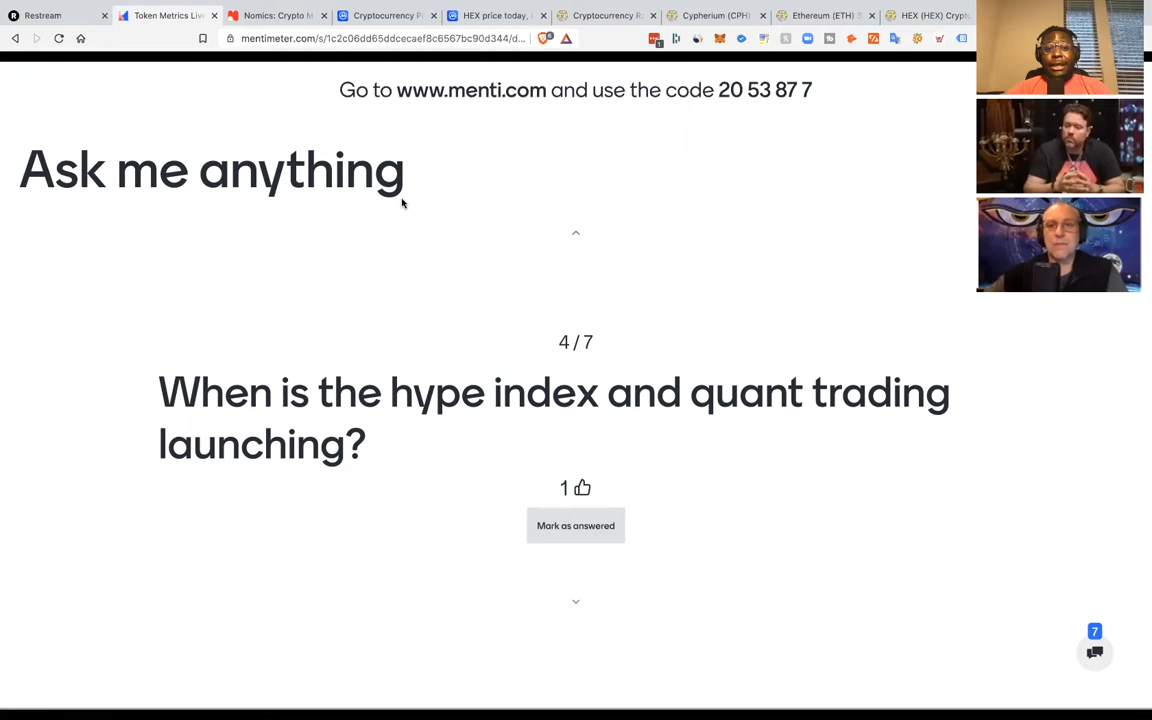 Restream
Token Metrics Live
Nomics: Crypto M
Cryptocurrency P
HEX price today,
Cryptocurrency R
Cypherium (CPH)
Ethereum (ETH) S
HEX (HEX) Crypto
mentimeter.com/s/1c2c06dd65ddcecaef8c6567bc90d344/d...
Go to www.menti.com and use the code 20 53 87 7
Ask me anything
4 / 7
When is the hype index and quant trading
launching?
1
Mark as answered
7